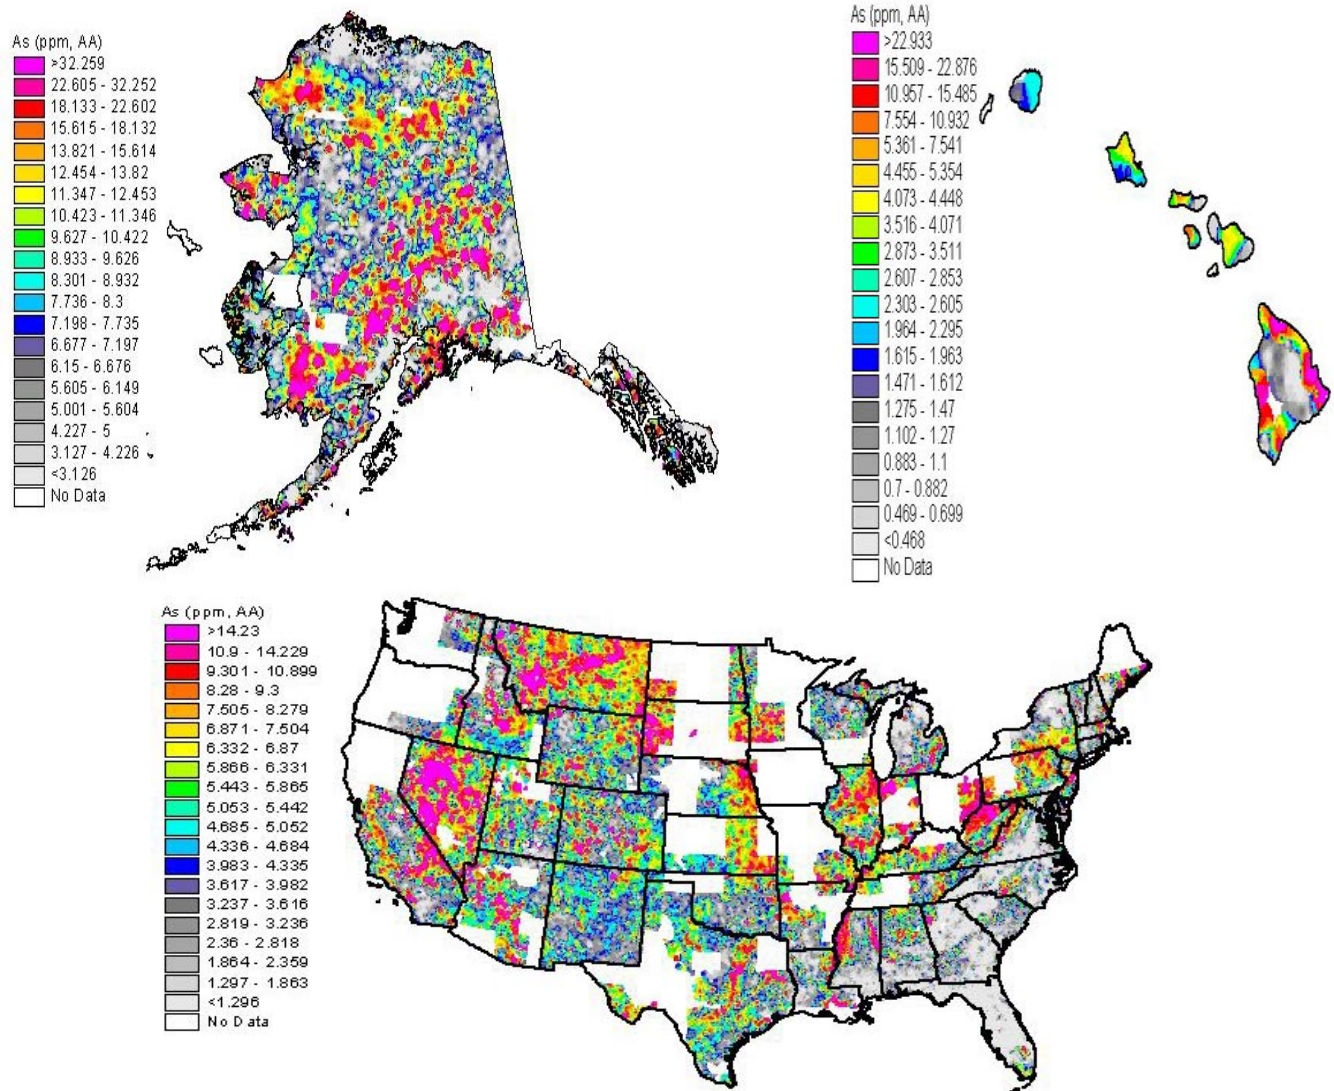 As (ppm, AA)
>32.259
22.605 - 32.252
18.133 - 22.602
15.615 - 18.132
13.821 - 15.614
12.454 - 13.82
11.347 - 12.453
10.423 - 11.346
9.627 - 10.422
8.933 - 9.626
8.301 - 8.932
7.736 - 8.3
7.198 - 7.735
6.677 - 7.197
6.15 - 6.676
5.605 - 6.149
5.001 - 5.604
4.227 - 5
3.127 - 4.226
<3.126
No Data
As (ppm, AA)
>22.933
15.509 - 22.876
10.957 - 15.485
7.554 - 10.932
5.361 - 7.541
4.455 - 5.354
4.073 - 4.448
3.516 - 4.071
2.873 - 3.511
2.607 - 2.853
2.303 - 2.605
1.964 - 2.295
1.615 - 1.963
1.471 - 1.612
1.275 - 1.47
1.102 - 1.27
0.883 - 1.1
0.7 - 0.882
0.469 - 0.699
<0.468
No Data
As (ppm, AA)
>14.23
10.9 - 14.229
9.301 - 10.899
8.28 - 9.3
7.505 - 8.279
6.871 - 7.504
6.332 - 6.87
5.866 - 6.331
5.443 - 5.865
5.053 - 5.442
4.685 - 5.052
4.336 - 4.684
3.983 - 4.335
3.617 - 3.982
3.237 - 3.616
2.819 - 3.236
2.36 - 2.818
1.864 - 2.359
1.297 - 1.863
<1.296
No Data